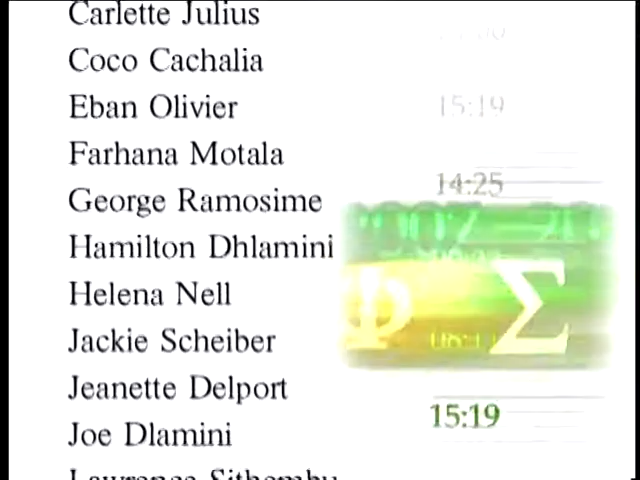 Carlette Julius
Coco Cachalia
Eban Olivier
15:19
Farhana Motala
14:25
George Ramosime
Hamilton Dhlamini
Helena Nell
Φ Σ
Jackie Scheiber
Jeanette Delport
15:19
Joe Dlamini